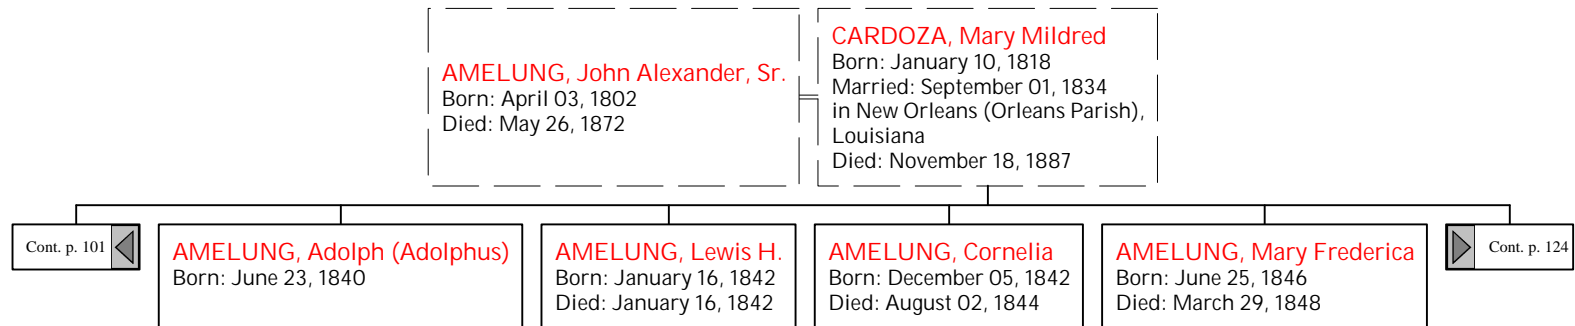 AMELUNG, John Alexander, Sr.
Born: April 03, 1802
Died: May 26, 1872
CARDOZA, Mary Mildred
Born: January 10, 1818
Married: September 01, 1834
in New Orleans (Orleans Parish),
Louisiana
Died: November 18, 1887
Cont. p. 101
AMELUNG, Adolph (Adolphus)
Born: June 23, 1840
AMELUNG, Lewis H.
Born: January 16, 1842
Died: January 16, 1842
AMELUNG, Cornelia
Born: December 05, 1842
Died: August 02, 1844
AMELUNG, Mary Frederica
Born: June 25, 1846
Died: March 29, 1848
Cont. p. 124